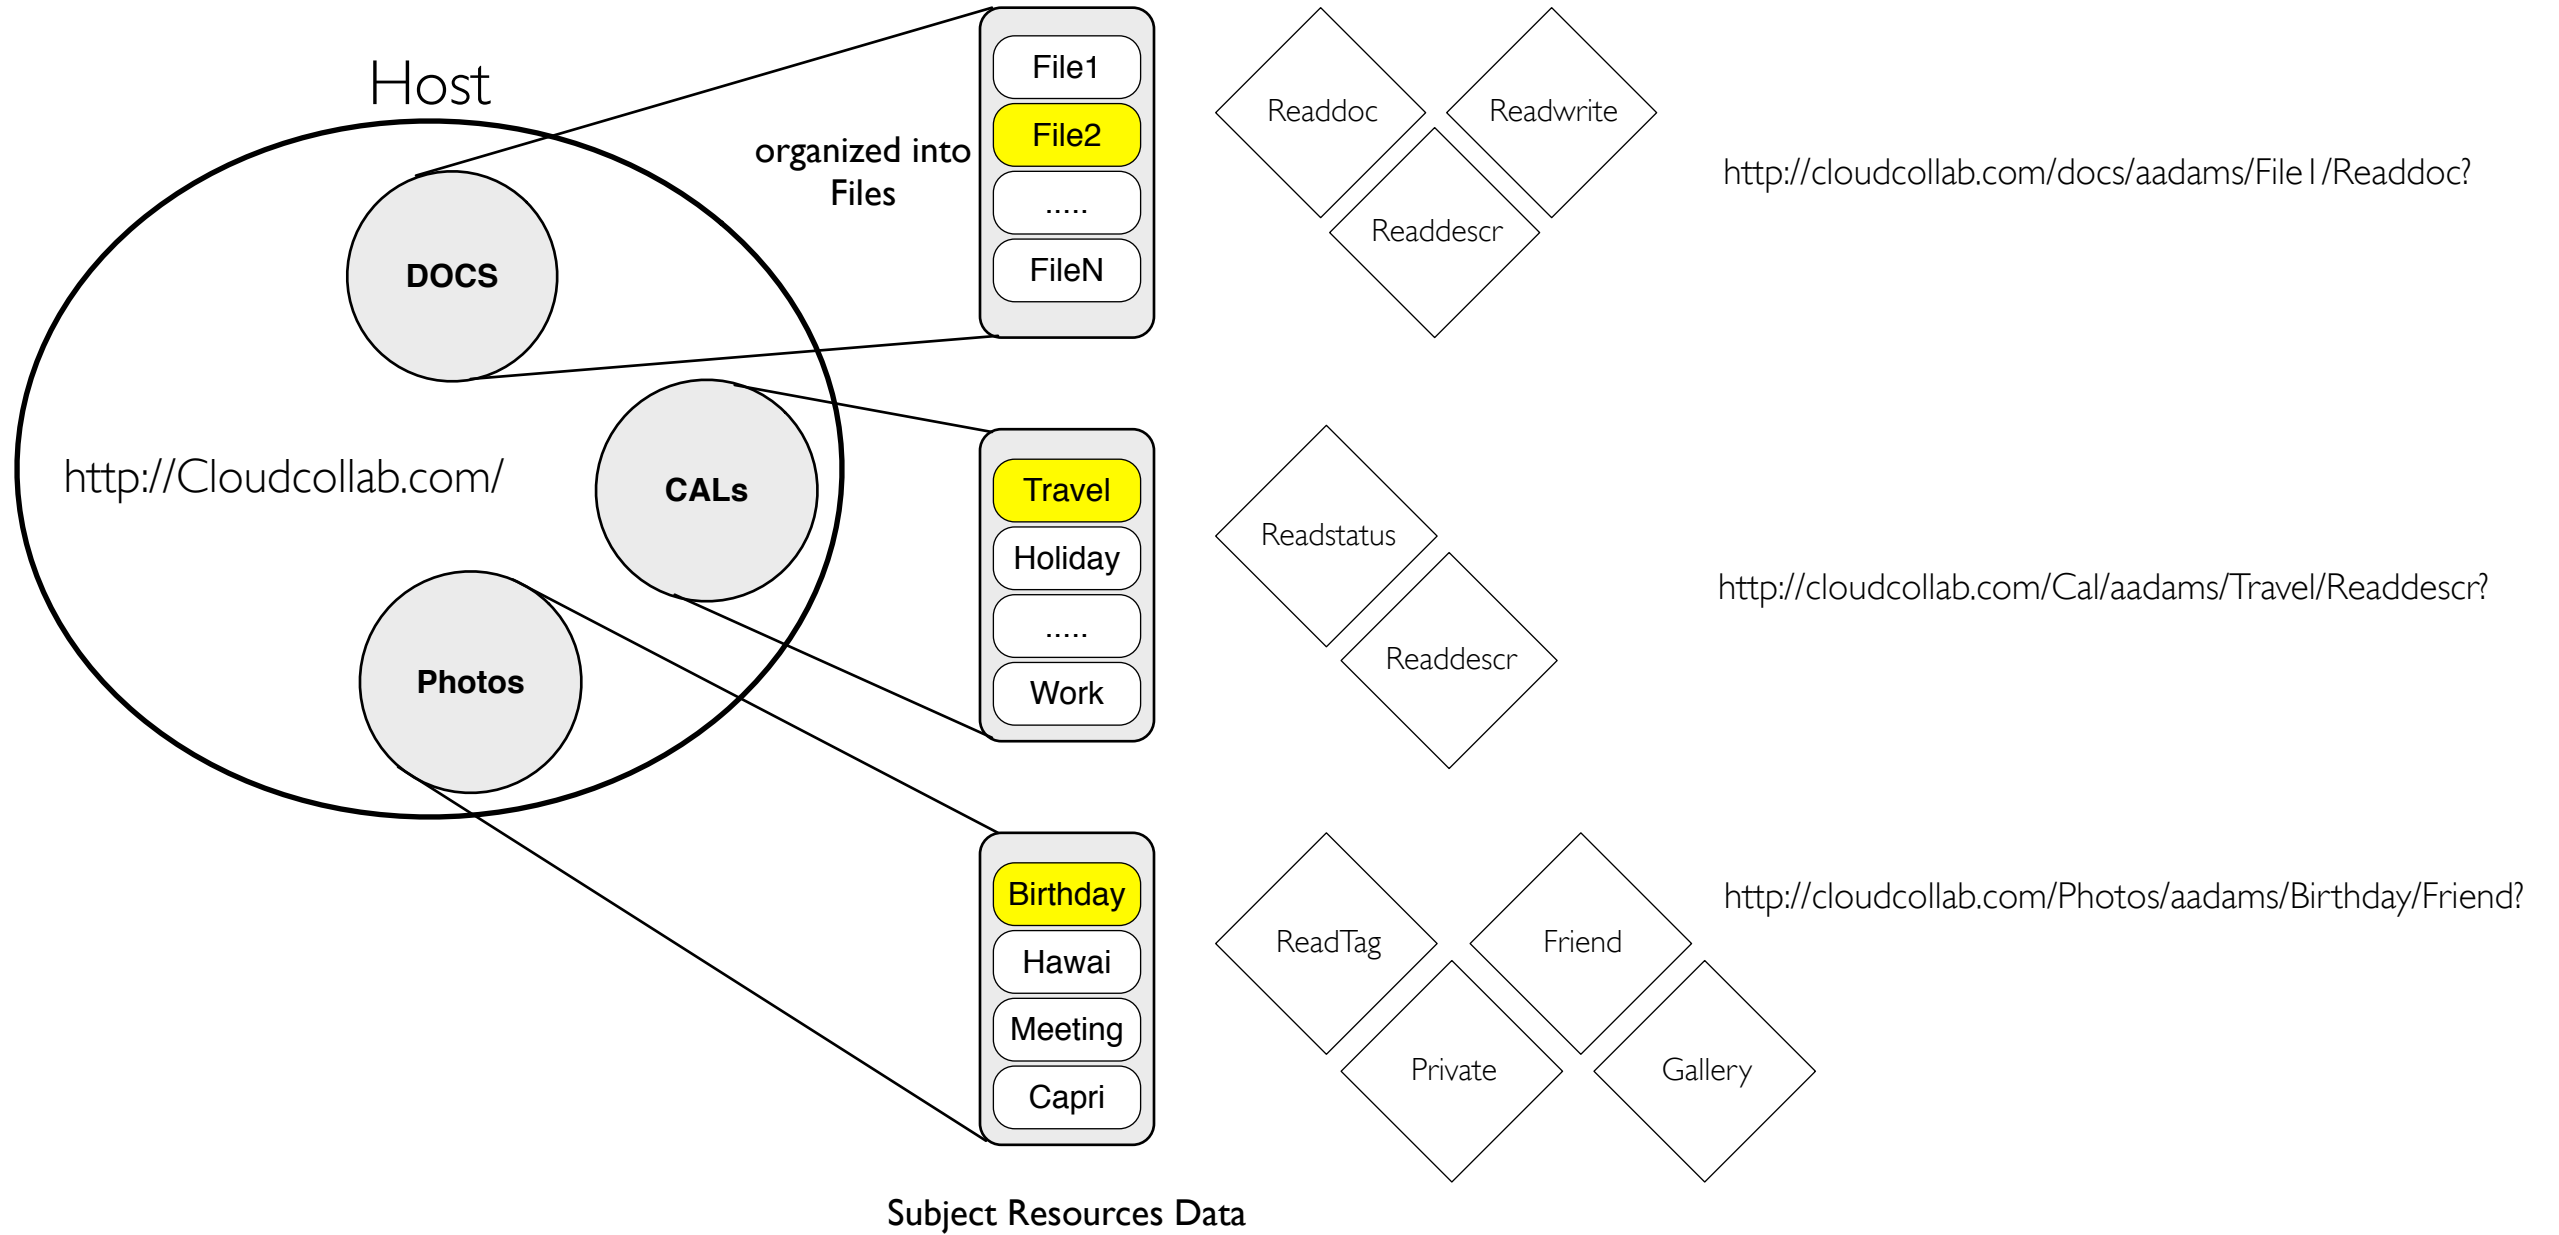 Host
http://Cloudcollab.com/
DOCS
CALs
Photos
organized into
Files
File1
File2
.....
FileN
Readdoc
Readwrite
Readdescr
http://cloudcollab.com/docs/aadams/File1/Readdoc?
Travel
Holiday
.....
Work
Readstatus
Readdescr
http://cloudcollab.com/Cal/aadams/Travel/Readdescr?
Birthday
Hawai
Meeting
Capri
ReadTag
Friend
Private
Gallery
http://cloudcollab.com/Photos/aadams/Birthday/Friend?
Subject Resources Data